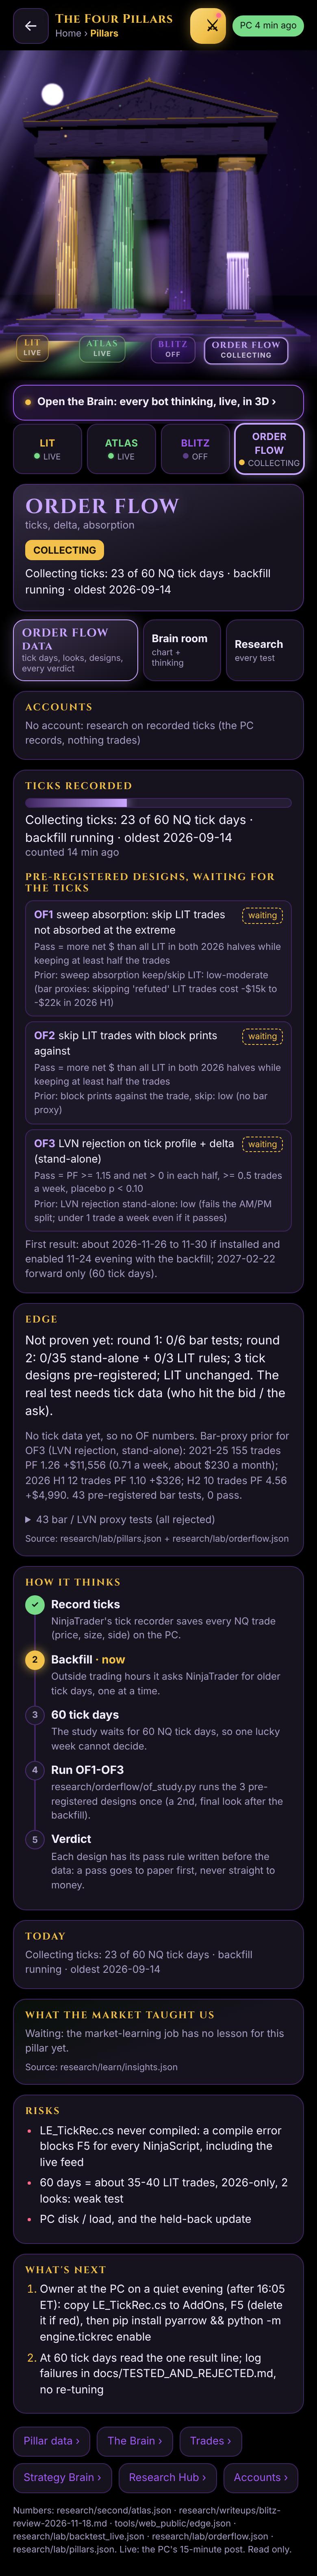 THE FOUR PILLARS
Home › Pillars
PC 4 min ago
LIT
LIVE
ATLAS
LIVE
BLITZ
OFF
ORDER FLOW
COLLECTING
Open the Brain: every bot thinking, live, in 3D ›
LIT
LIVE
ATLAS
LIVE
BLITZ
OFF
ORDER
FLOW
COLLECTING
ORDER FLOW
ticks, delta, absorption
COLLECTING
Collecting ticks: 23 of 60 NQ tick days · backfill
running · oldest 2026-09-14
ORDER FLOW
DATA
tick days, looks, designs,
every verdict
Brain room
chart +
thinking
Research
every test
ACCOUNTS
No account: research on recorded ticks (the PC
records, nothing trades)
TICKS RECORDED
Collecting ticks: 23 of 60 NQ tick days ·
backfill running · oldest 2026-09-14
counted 14 min ago
PRE-REGISTERED DESIGNS, WAITING FOR
THE TICKS
OF1 sweep absorption: skip LIT trades
not absorbed at the extreme
waiting
Pass = more net $ than all LIT in both 2026 halves while
keeping at least half the trades
Prior: sweep absorption keep/skip LIT: low-moderate
(bar proxies: skipping 'refuted' LIT trades cost -$15k to
-$22k in 2026 H1)
OF2 skip LIT trades with block prints
against
waiting
Pass = more net $ than all LIT in both 2026 halves while
keeping at least half the trades
Prior: block prints against the trade, skip: low (no bar
proxy)
OF3 LVN rejection on tick profile + delta
(stand-alone)
waiting
Pass = PF >= 1.15 and net > 0 in each half, >= 0.5 trades
a week, placebo p < 0.10
Prior: LVN rejection stand-alone: low (fails the AM/PM
split; under 1 trade a week even if it passes)
First result: about 2026-11-26 to 11-30 if installed and
enabled 11-24 evening with the backfill; 2027-02-22
forward only (60 tick days).
EDGE
Not proven yet: round 1: 0/6 bar tests; round
2: 0/35 stand-alone + 0/3 LIT rules; 3 tick
designs pre-registered; LIT unchanged. The
real test needs tick data (who hit the bid / the
ask).
No tick data yet, so no OF numbers. Bar-proxy prior for
OF3 (LVN rejection, stand-alone): 2021-25 155 trades
PF 1.26 +$11,556 (0.71 a week, about $230 a month);
2026 H1 12 trades PF 1.10 +$326; H2 10 trades PF 4.56
+$4,990. 43 pre-registered bar tests, 0 pass.
▶ 43 bar / LVN proxy tests (all rejected)
Source: research/lab/pillars.json + research/lab/orderflow.json
HOW IT THINKS
✓ Record ticks
NinjaTrader's tick recorder saves every NQ trade
(price, size, side) on the PC.
2 Backfill · now
Outside trading hours it asks NinjaTrader for older
tick days, one at a time.
3 60 tick days
The study waits for 60 NQ tick days, so one lucky
week cannot decide.
4 Run OF1-OF3
research/orderflow/of_study.py runs the 3 pre-
registered designs once (a 2nd, final look after the
backfill).
5 Verdict
Each design has its pass rule written before the
data: a pass goes to paper first, never straight to
money.
TODAY
Collecting ticks: 23 of 60 NQ tick days · backfill
running · oldest 2026-09-14
WHAT THE MARKET TAUGHT US
Waiting: the market-learning job has no lesson for this
pillar yet.
Source: research/learn/insights.json
RISKS
• LE_TickRec.cs never compiled: a compile error
blocks F5 for every NinjaScript, including the
live feed
• 60 days = about 35-40 LIT trades, 2026-only, 2
looks: weak test
• PC disk / load, and the held-back update
WHAT'S NEXT
1. Owner at the PC on a quiet evening (after 16:05
ET): copy LE_TickRec.cs to AddOns, F5 (delete
it if red), then pip install pyarrow && python -m
engine.tickrec enable
2. At 60 tick days read the one result line; log
failures in docs/TESTED_AND_REJECTED.md,
no re-tuning
Pillar data ›
The Brain ›
Trades ›
Strategy Brain ›
Research Hub ›
Accounts ›
Numbers: research/second/atlas.json · research/writeups/blitz-
review-2026-11-18.md · tools/web_public/edge.json ·
research/lab/backtest_live.json · research/lab/orderflow.json ·
research/lab/pillars.json. Live: the PC's 15-minute post. Read only.